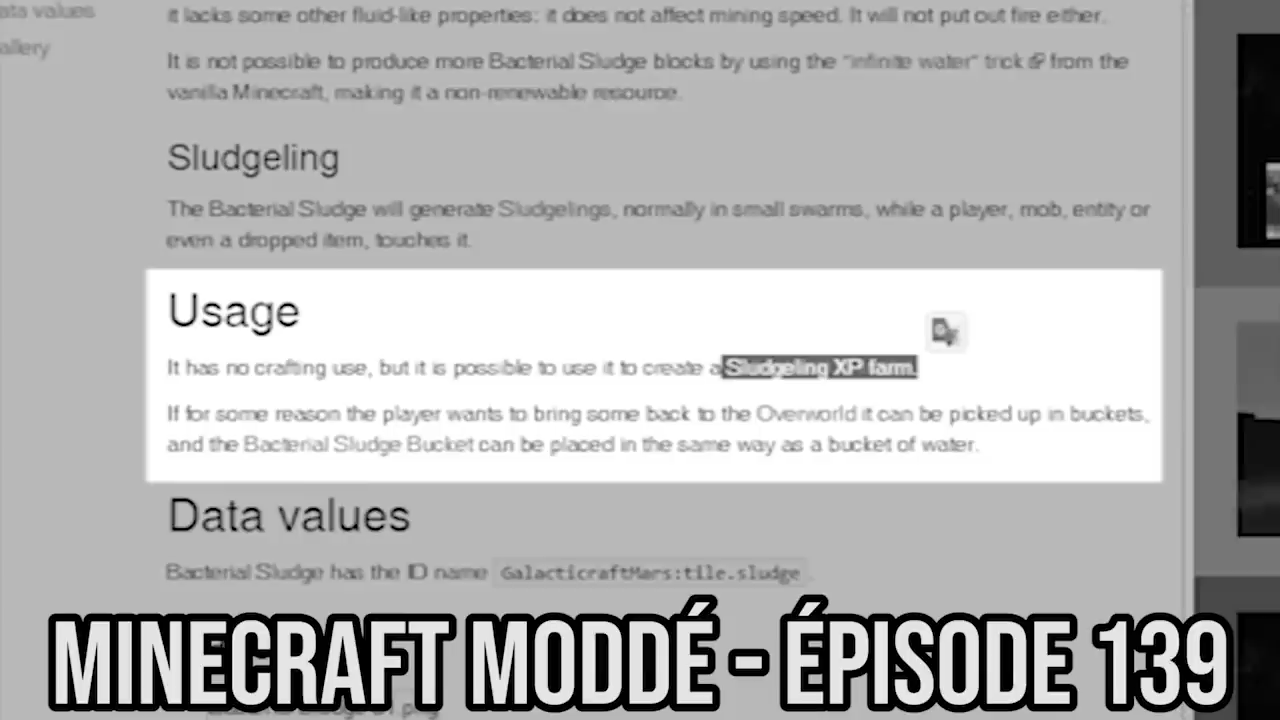 ata values
allery
it lacks some other fluid-like properties: it does not affect mining speed. It will not put out fire either.
It is not possible to produce more Bacterial Sludge blocks by using the "infinite water" trick from the
vanilla Minecraft, making it a non-renewable resource.
Sludgeling
The Bacterial Sludge will generate Sludgelings, normally in small swarms, while a player, mob, entity or
even a dropped item, touches it.
Usage
It has no crafting use, but it is possible to use it to create a Sludgeling XP farm.
If for some reason the player wants to bring some back to the Overworld it can be picked up in buckets,
and the Bacterial Sludge Bucket can be placed in the same way as a bucket of water.
Data values
Bacterial Sludge has the ID name GalacticraftMars:tile.sludge.
MINECRAFT MODDÉ - ÉPISODE 139